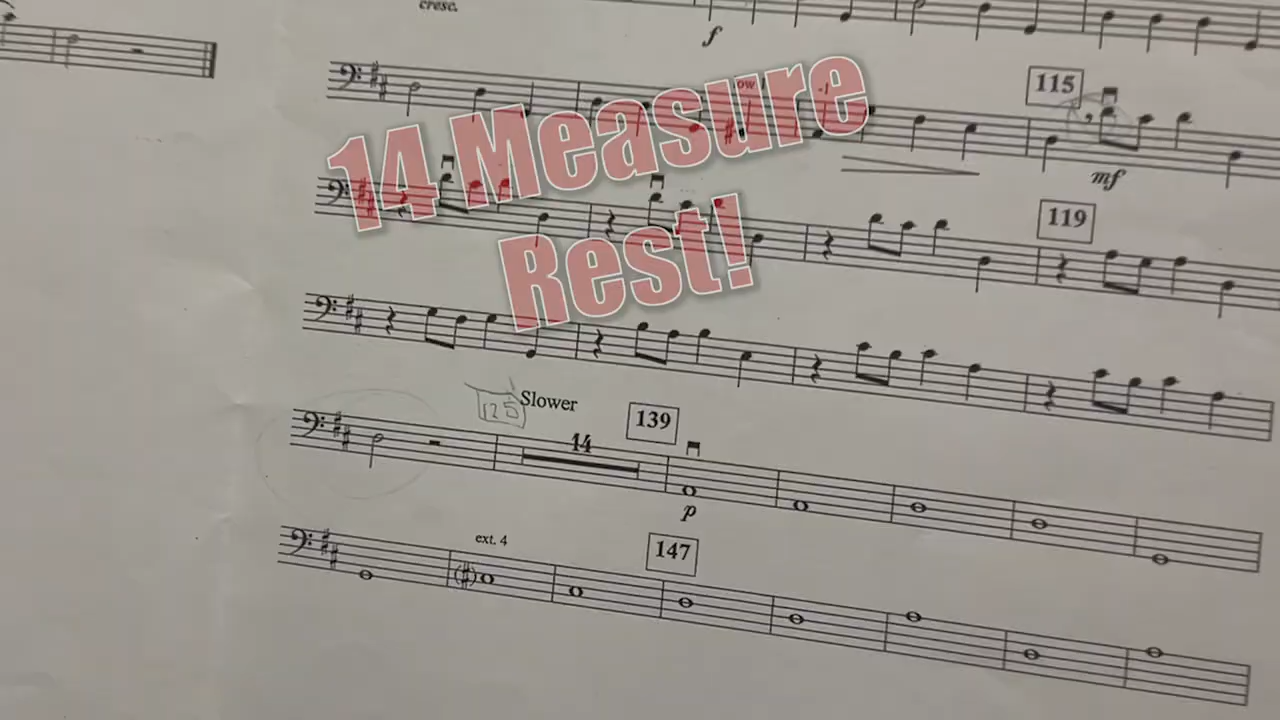 cresc.
f
14 Measure
Rest!
115
mf
119
125
Slower
14
139
p
ext. 4
147